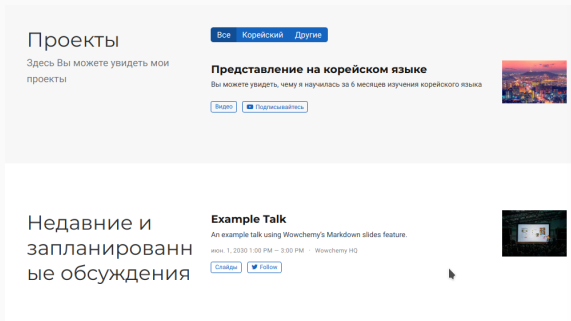 Проекты
Здесь Вы можете увидеть мои
проекты
Все Корейский Другие
Представление на корейском языке
Вы можете увидеть, чему я научилась за 6 месяцев изучения корейского языка
Видео Подписывайтесь
Недавние и
запланированн
ые обсуждения
Example Talk
An example talk using Wowchemy's Markdown slides feature.
июн. 1, 2030 1:00 PM — 3:00 PM · Wowchemy HQ
Слайды Follow